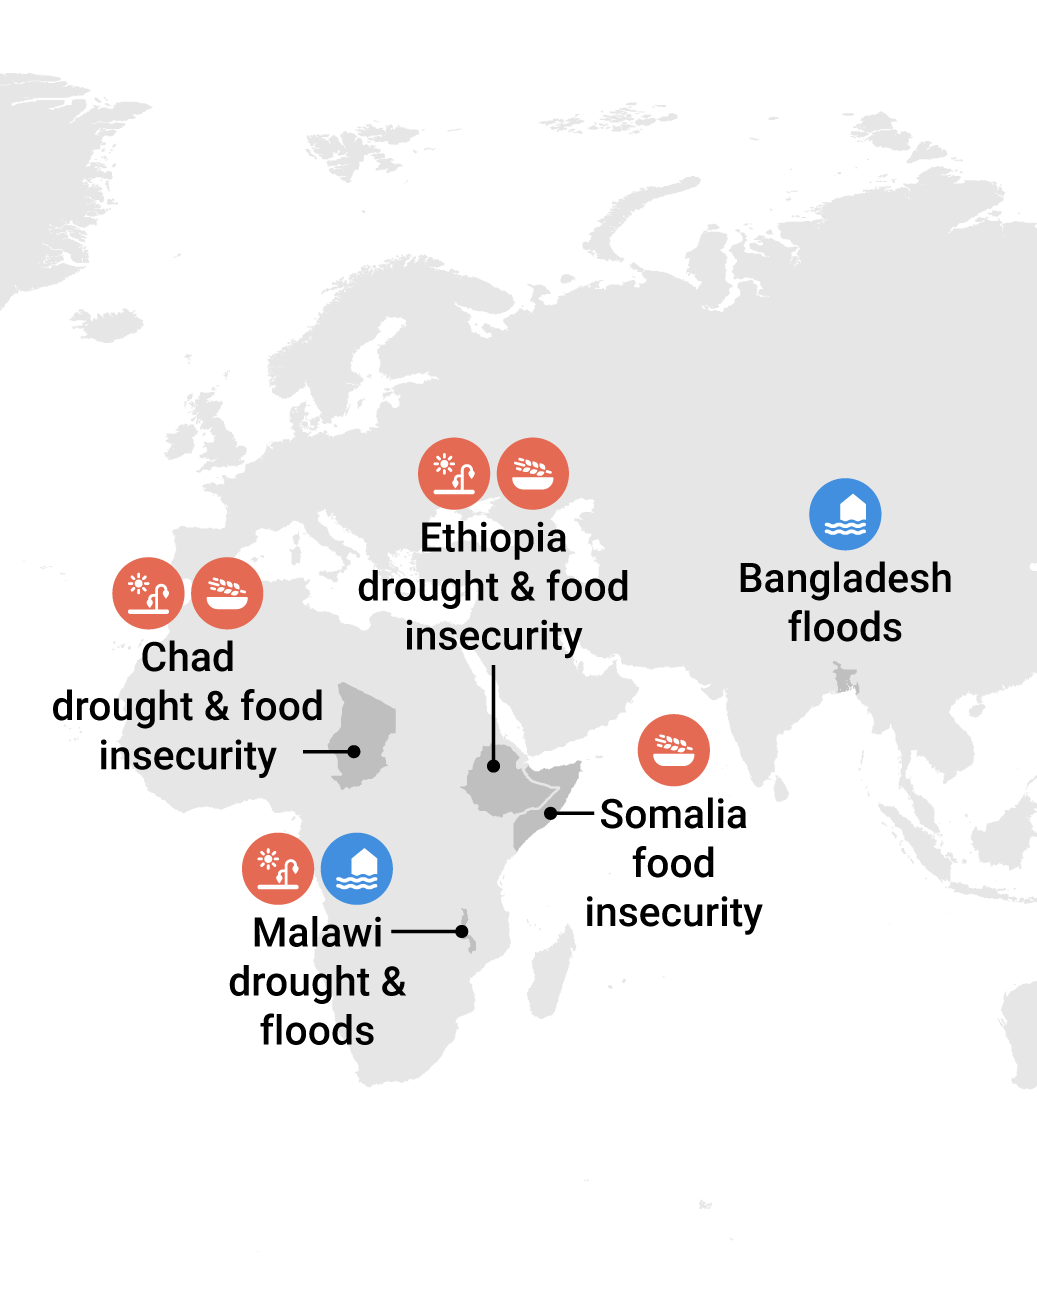 Ethiopia
drought & food
insecurity
Bangladesh
floods
Chad
drought & food
insecurity
Somalia
food
insecurity
Malawi
drought &
floods